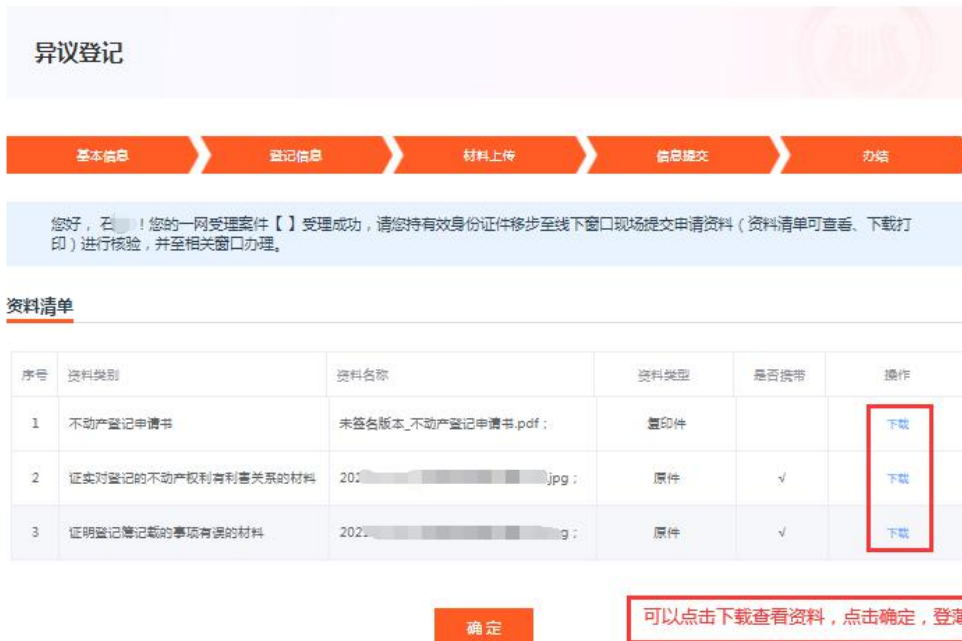 异议登记
基本信息 登记信息 材料上传 信息提交 办结
您好，石 ！您的一网受理案件【 】受理成功，请您持有效身份证件移步至线下窗口现场提交申请资料（资料清单可查看、下载打
印）进行核验，并至相关窗口办理。
资料清单
序号 资料类别 资料名称 资料类型 是否携带 操作
1 不动产登记申请书 未签名版本_不动产登记申请书.pdf； 复印件 下载
2 证实对登记的不动产权利有利害关系的材料 202 jpg； 原件 √ 下载
3 证明登记簿记载的事项有误的材料 202 g； 原件 √ 下载
确定
可以点击下载查看资料，点击确定，登